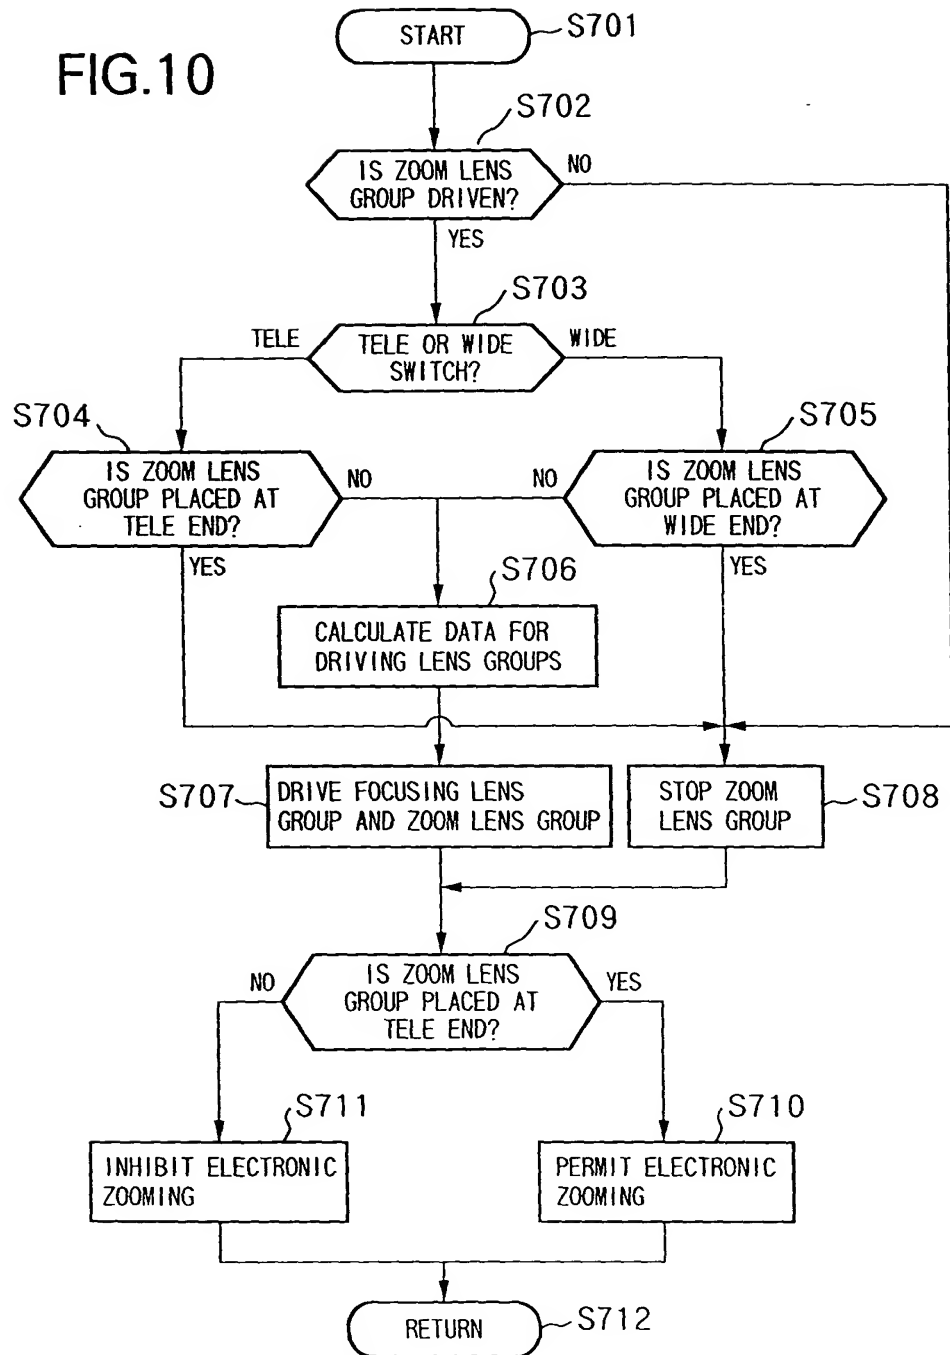 FIG.10
START
S701
S702
IS ZOOM LENS
GROUP DRIVEN?
NO
YES
S703
TELE
TELE OR WIDE
SWITCH?
WIDE
S704
IS ZOOM LENS
GROUP PLACED AT
TELE END?
NO
YES
S705
NO
IS ZOOM LENS
GROUP PLACED AT
WIDE END?
YES
S706
CALCULATE DATA FOR
DRIVING LENS GROUPS
S707
DRIVE FOCUSING LENS
GROUP AND ZOOM LENS GROUP
STOP ZOOM
LENS GROUP
S708
S709
NO
IS ZOOM LENS
GROUP PLACED AT
TELE END?
YES
S711
INHIBIT ELECTRONIC
ZOOMING
S710
PERMIT ELECTRONIC
ZOOMING
RETURN
S712